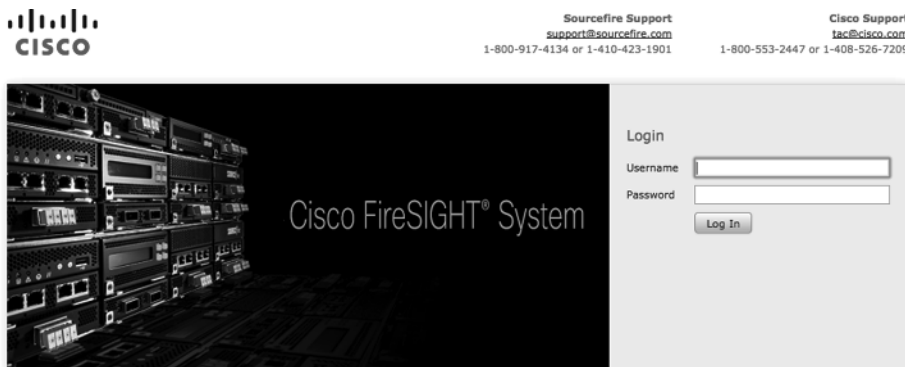 CISCO
Sourcefire Support
support@sourcefire.com
1-800-917-4134 or 1-410-423-1901
Cisco Support
tac@cisco.com
1-800-553-2447 or 1-408-526-7209
Cisco FireSIGHT® System
Login
Username
Password
Log In